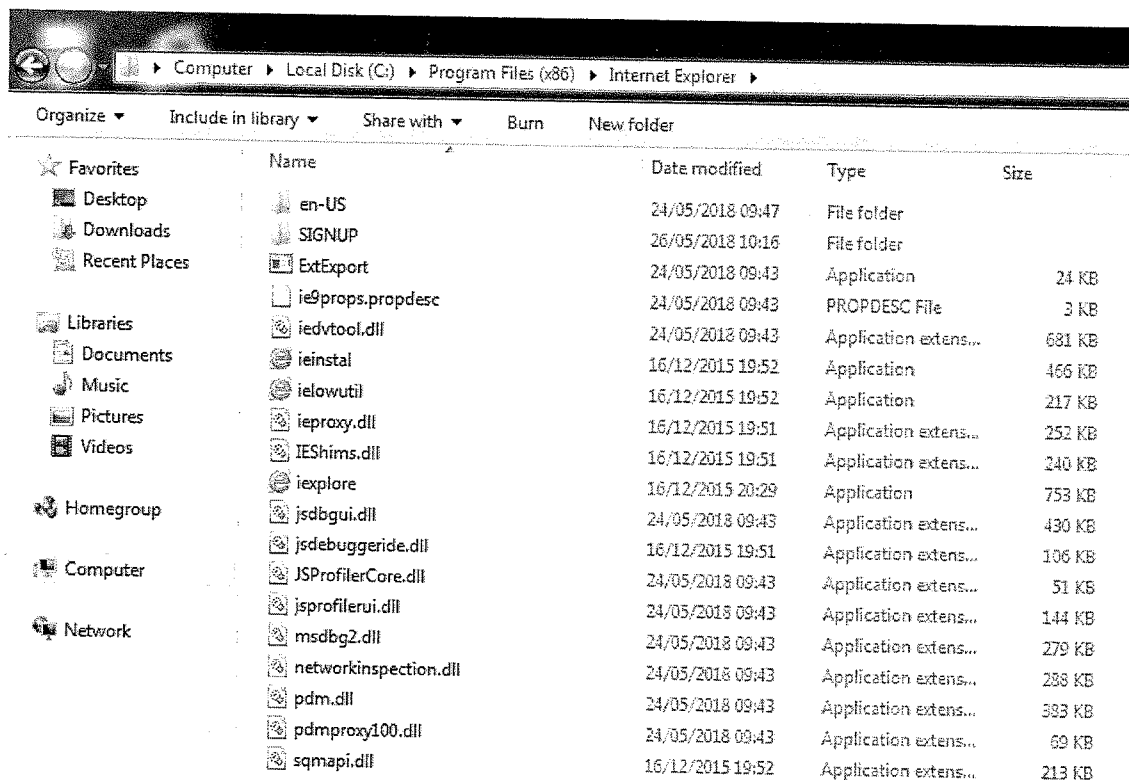 Computer ▸ Local Disk (C:) ▸ Program Files (x86) ▸ Internet Explorer ▸
Organize ▾ Include in library ▾ Share with ▾ Burn New folder
Favorites
Desktop
Downloads
Recent Places
Libraries
Documents
Music
Pictures
Videos
Homegroup
Computer
Network
Name Date modified Type Size
en-US 24/05/2018 09:47 File folder
SIGNUP 26/05/2018 10:16 File folder
ExtExport 24/05/2018 09:43 Application 24 KB
ie9props.propdesc 24/05/2018 09:43 PROPDESC File 3 KB
iedvtool.dll 24/05/2018 09:43 Application extens... 681 KB
ieinstal 16/12/2015 19:52 Application 466 KB
ielowutil 16/12/2015 19:52 Application 217 KB
ieproxy.dll 16/12/2015 19:51 Application extens... 252 KB
IEShims.dll 16/12/2015 19:51 Application extens... 240 KB
iexplore 16/12/2015 20:29 Application 753 KB
jsdbgui.dll 24/05/2018 09:43 Application extens... 430 KB
jsdebuggeride.dll 16/12/2015 19:51 Application extens... 106 KB
JSProfilerCore.dll 24/05/2018 09:43 Application extens... 51 KB
jsprofilerui.dll 24/05/2018 09:43 Application extens... 144 KB
msdbg2.dll 24/05/2018 09:43 Application extens... 279 KB
networkinspection.dll 24/05/2018 09:43 Application extens... 288 KB
pdm.dll 24/05/2018 09:43 Application extens... 383 KB
pdmproxy100.dll 24/05/2018 09:43 Application extens... 69 KB
sqmapi.dll 16/12/2015 19:52 Application extens... 213 KB